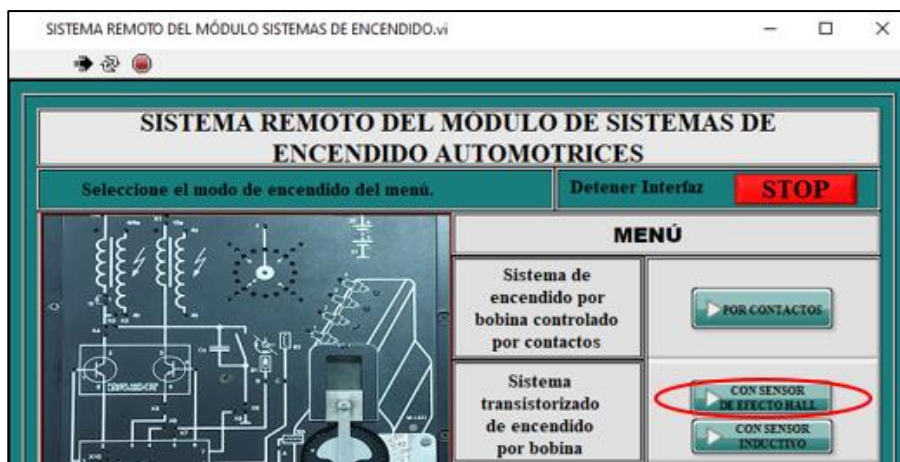 SISTEMA REMOTO DEL MÓDULO SISTEMAS DE ENCENDIDO.vi
SISTEMA REMOTO DEL MÓDULO DE SISTEMAS DE
ENCENDIDO AUTOMOTRICES
Seleccione el modo de encendido del menú.
Detener Interfaz
STOP
MENÚ
Sistema de
encendido por
bobina controlado
por contactos
POR CONTACTOS
Sistema
transistorizado
de encendido
por bobina
CON SENSOR
DE EFECTO HALL
CON SENSOR
INDUCTIVO